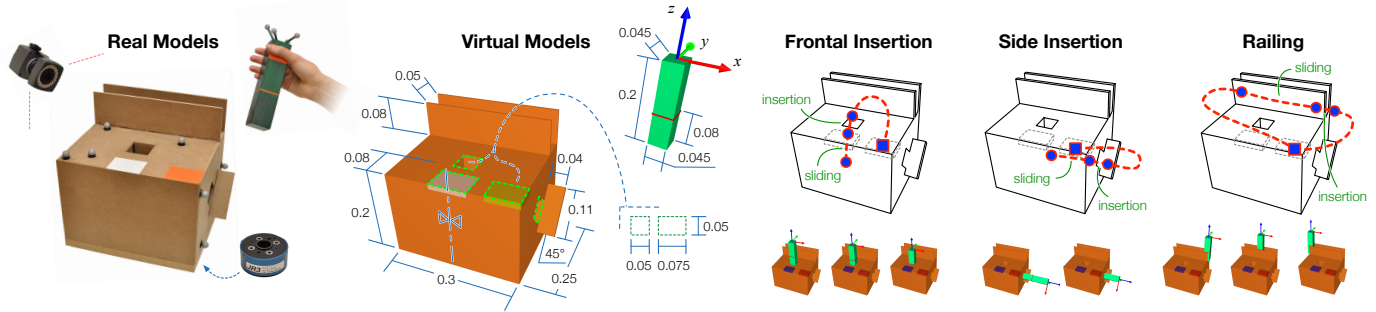 Real Models
Virtual Models
Frontal Insertion
Side Insertion
Railing
z
y
x
0.045
0.2
0.08
0.045
0.05
0.08
0.08
0.2
0.04
0.11
45°
0.25
0.3
0.05
0.05
0.075
insertion
sliding
sliding
insertion
sliding
insertion